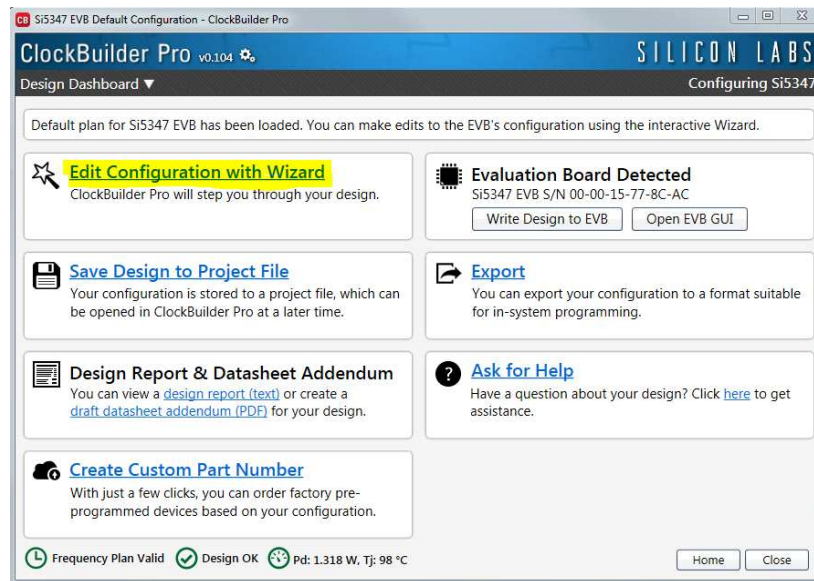 CB Si5347 EVB Default Configuration - ClockBuilder Pro
ClockBuilder Pro v0.104
SILICON LABS
Design Dashboard ▼
Configuring Si5347
Default plan for Si5347 EVB has been loaded. You can make edits to the EVB's configuration using the interactive Wizard.
Edit Configuration with Wizard
ClockBuilder Pro will step you through your design.
Evaluation Board Detected
Si5347 EVB S/N 00-00-15-77-8C-AC
Write Design to EVB
Open EVB GUI
Save Design to Project File
Your configuration is stored to a project file, which can
be opened in ClockBuilder Pro at a later time.
Export
You can export your configuration to a format suitable
for in-system programming.
Design Report & Datasheet Addendum
You can view a design report (text) or create a
draft datasheet addendum (PDF) for your design.
? Ask for Help
Have a question about your design? Click here to get
assistance.
Create Custom Part Number
With just a few clicks, you can order factory pre-
programmed devices based on your configuration.
Frequency Plan Valid
Design OK
Pd: 1.318 W, Tj: 98 °C
Home
Close